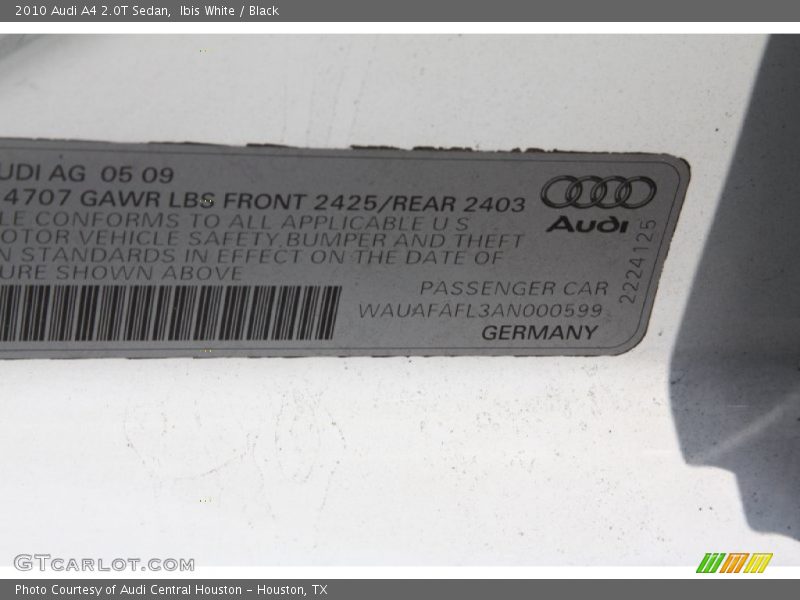 2010 Audi A4 2.0T Sedan,  Ibis White / Black
UDI AG 05 09
4707 GAWR LBS FRONT 2425/REAR 2403
LE CONFORMS TO ALL APPLICABLE U S
OTOR VEHICLE SAFETY, BUMPER AND THEFT
N STANDARDS IN EFFECT ON THE DATE OF
URE SHOWN ABOVE
Audi
2224125
PASSENGER CAR
WAUAFAFL3AN000599
GERMANY
GTCARLOT.COM
Photo Courtesy of Audi Central Houston - Houston, TX